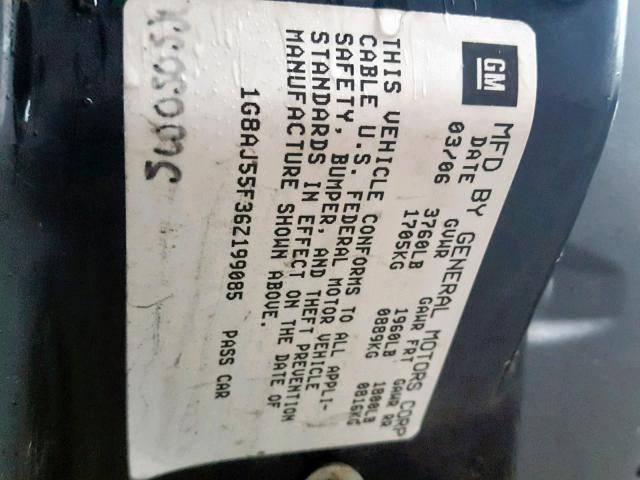 GM
MFD BY GENERAL MOTORS CORP
DATE GVWR GAWR FRT GAWR RR
03/06 3760LB 1960LB 1800LB
1705KG 0889KG 0816KG
THIS VEHICLE CONFORMS TO ALL APPLI-
CABLE U.S. FEDERAL MOTOR VEHICLE
SAFETY, BUMPER, AND THEFT PREVENTION
STANDARDS IN EFFECT ON THE DATE OF
MANUFACTURE SHOWN ABOVE.
1G8AJ55F36Z199085 PASS CAR